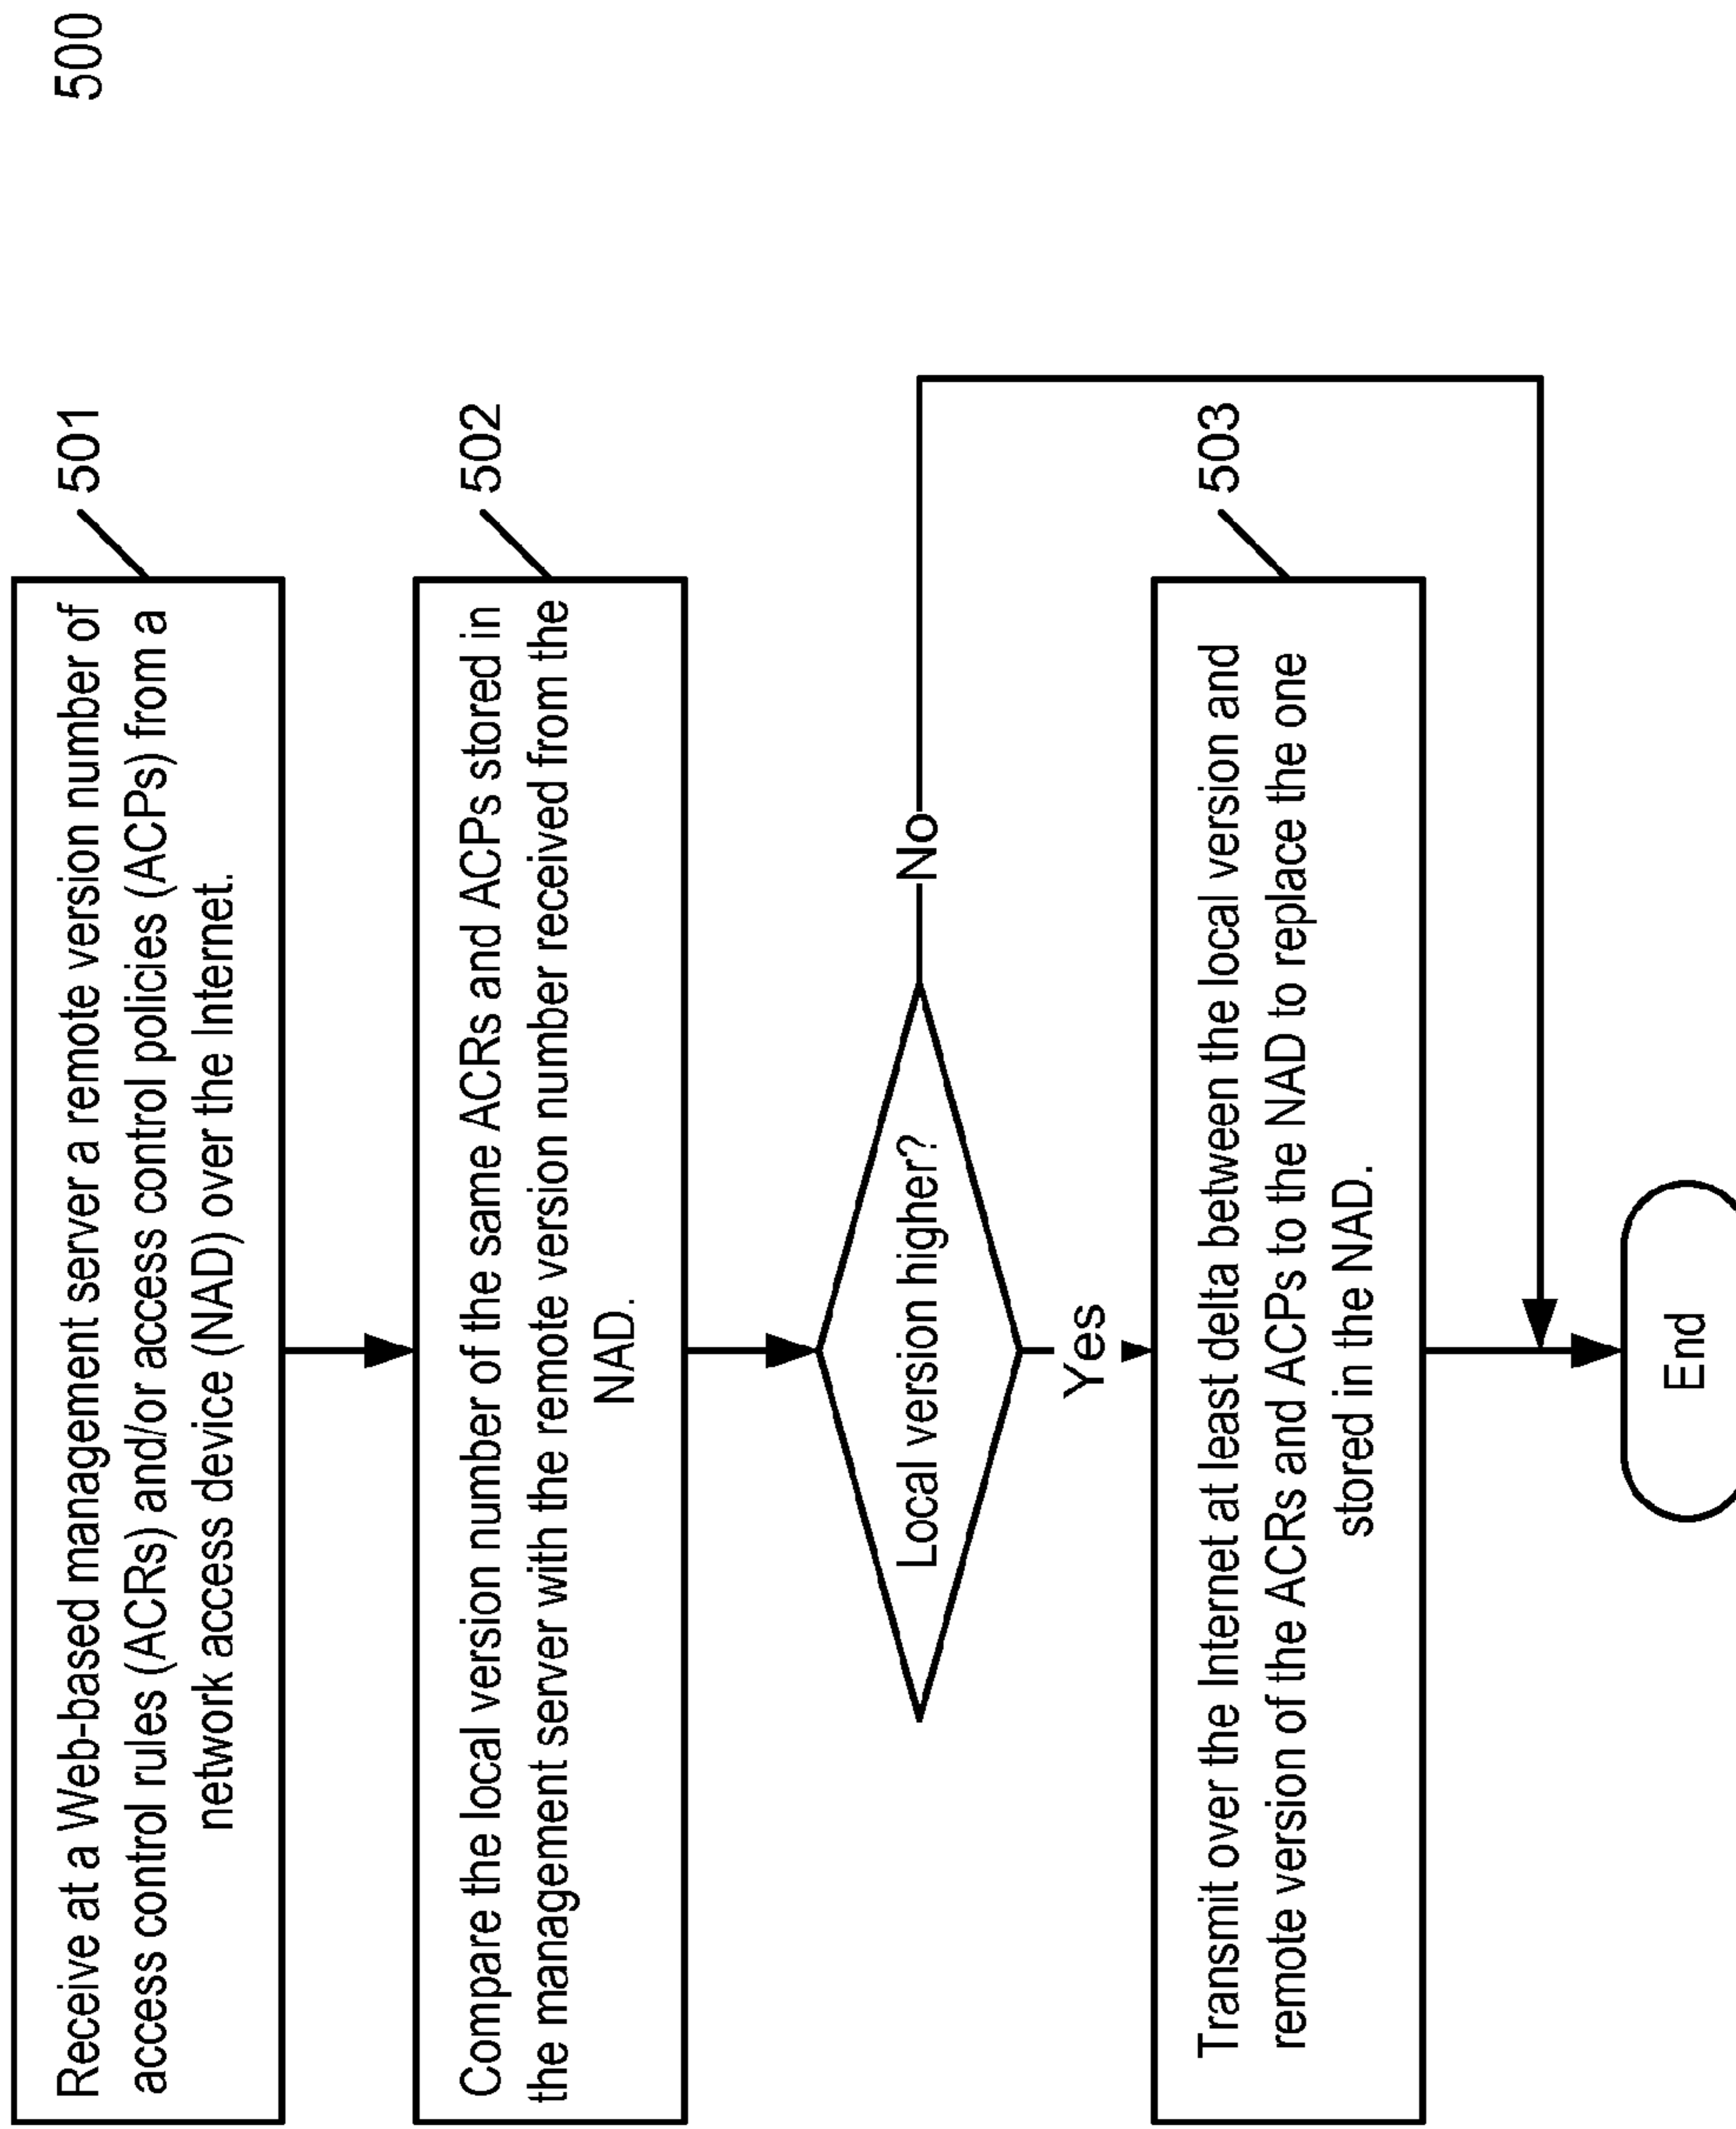 500
501
Receive at a Web-based management server a remote version number of
access control rules (ACRs) and/or access control policies (ACPs) from a
network access device (NAD) over the Internet.
502
Compare the local version number of the same ACRs and ACPs stored in
the management server with the remote version number received from the
NAD.
Local version higher?
No
Yes
503
Transmit over the Internet at least delta between the local version and
remote version of the ACRs and ACPs to the NAD to replace the one
stored in the NAD.
End